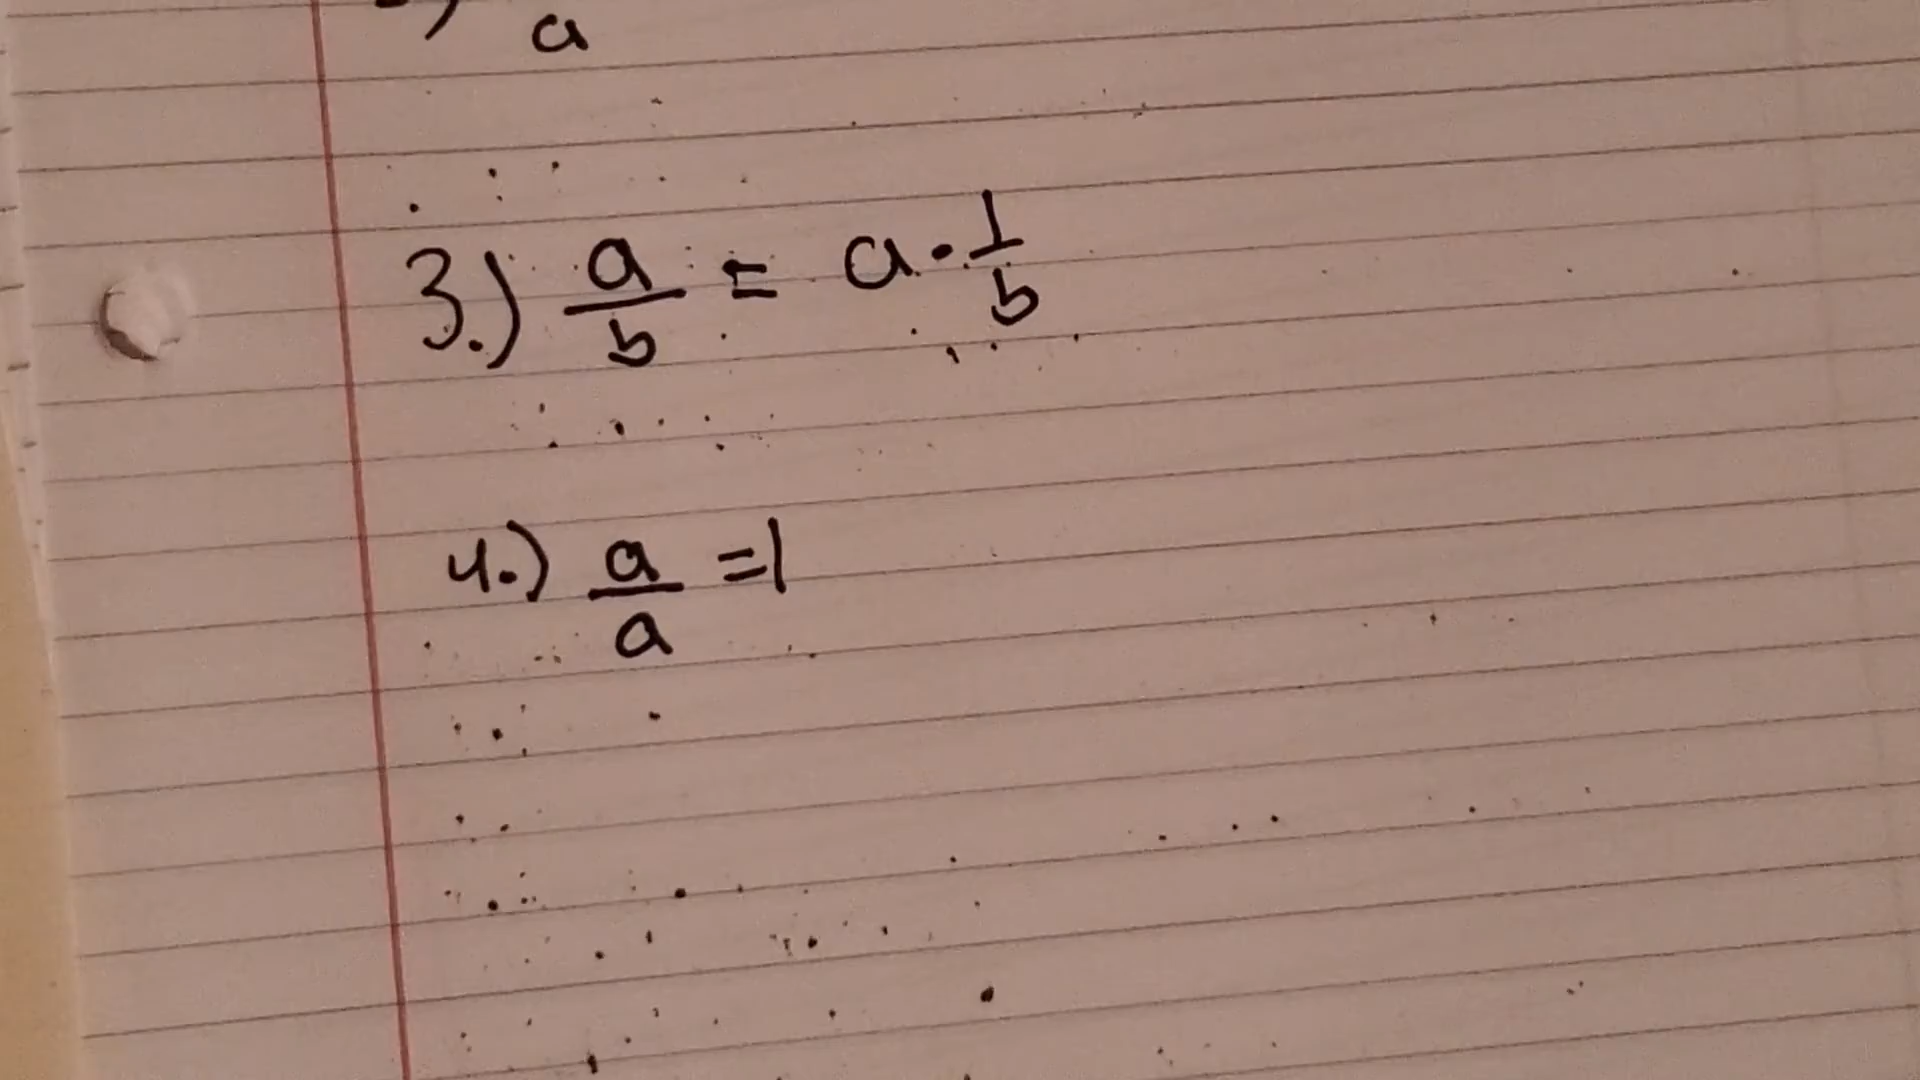 a
3.) a/b = a · 1/b
4.) a/a = 1